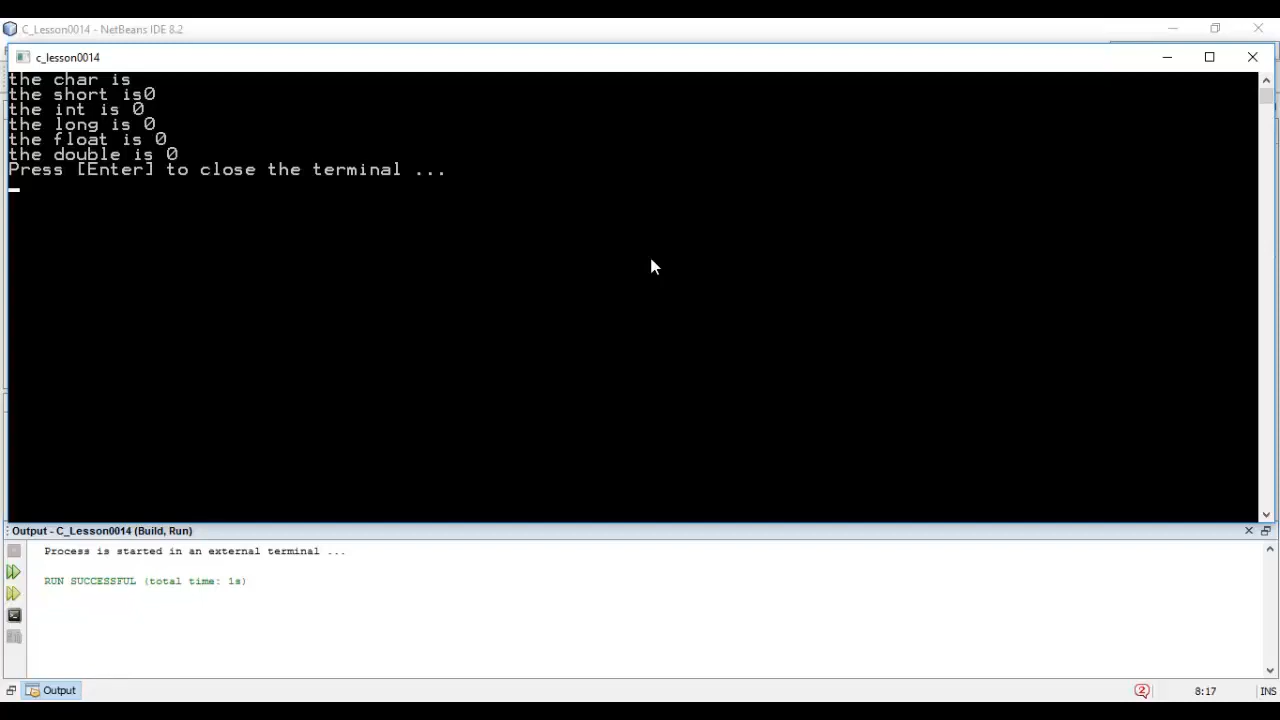 C_Lesson0014 - NetBeans IDE 8.2
c_lesson0014
the char is
the short is0
the int is 0
the long is 0
the float is 0
the double is 0
Press [Enter] to close the terminal ...
Output - C_Lesson0014 (Build, Run)
Process is started in an external terminal ...
RUN SUCCESSFUL (total time: 1s)
Output
2
8:17
INS